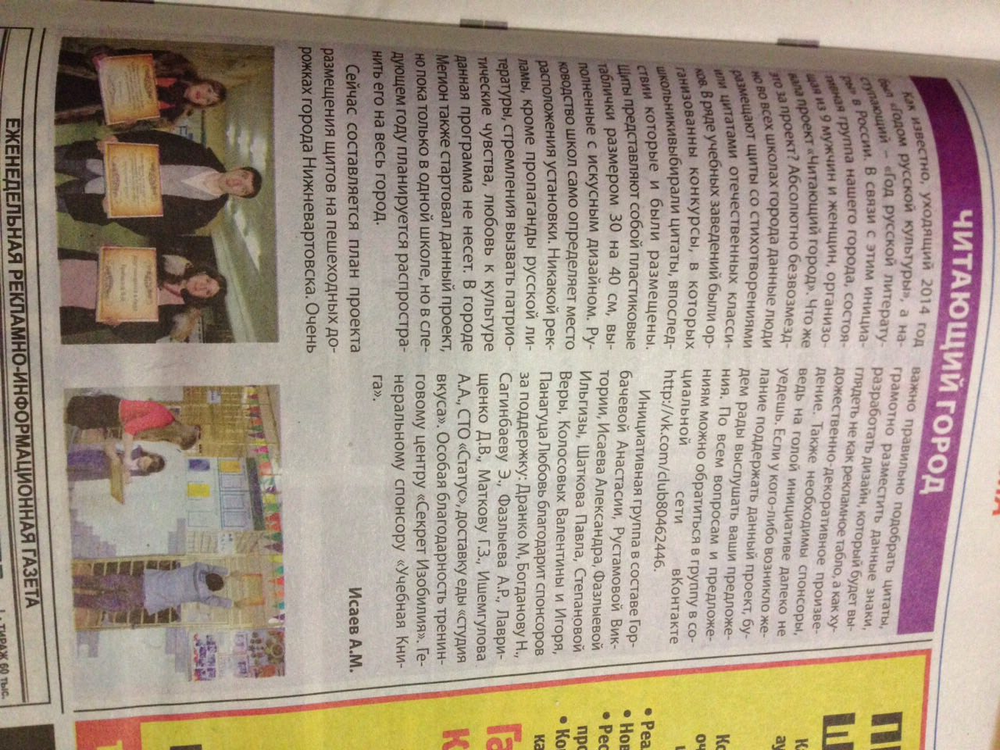 ЧИТАЮЩИЙ ГОРОД
Как известно, уходящий 2014 год
был «Годом русской культуры», а на-
ступающий – «Год русской литерату-
ры» в России. В связи с этим инициа-
тивная группа нашего города, состоя-
щая из 9 мужчин и женщин, организо-
вала проект «Читающий город». Что же
это за проект? Абсолютно безвозмезд-
но во всех школах города данные люди
размещают щиты со стихотворениями
или цитатами отечественных класси-
ков. В ряде учебных заведений были ор-
ганизованны конкурсы, в которых
школьникивыбирали цитаты, впослед-
ствии которые и были размещены.
Щиты представляют собой пластиковые
таблички размером 30 на 40 см, вы-
полненные с искусным дизайном. Ру-
ководство школ само определяет место
расположения установки. Никакой рек-
ламы, кроме пропаганды русской ли-
тературы, стремления вызвать патрио-
тические чувства, любовь к культуре
данная программа не несет. В городе
Мегион также стартовал данный проект,
но пока только в одной школе, но в сле-
дующем году планируется распростра-
нить его на весь город.
Сейчас составляется план проекта
размещения щитов на пешеходных до-
рожках города Нижневартовска. Очень
важно правильно подобрать цитаты,
грамотно разместить данные знаки,
разработать дизайн, который будет вы-
глядеть не как рекламное табло, а как ху-
дожественно-декоративное произве-
дение. Также необходимы спонсоры,
ведь на голой инициативе далеко не
уедешь. Если у кого-либо возникло же-
лание поддержать данный проект, бу-
дем рады выслушать ваши предложе-
ния. По всем вопросам и предложе-
ниям можно обратиться в группу в со-
циальной сети вКонтакте
http://vk.com/club80462446.
Инициативная группа в составе Гор-
бачевой Анастасии, Рустамовой Вик-
тории, Исаева Александра, Фазлыевой
Ильгизы, Шаткова Павла, Степановой
Веры, Колосовых Валентины и Игоря,
Панагуца Любовь благодарит спонсоров
за поддержку: Дранко М, Богданову Н.,
Сагинбаеву Э., Фазлыева А.Р., Лаври-
щенко Д.В., Маткову Г.З., Ишемгулова
А.А., СТО «Статус», доставку еды «студия
вкуса». Особая благодарность тренин-
говому центру «Секрет Изобилия». Ге-
неральному спонсору «Учебная Кни-
га».
Исаев А.М.
ЕЖЕНЕДЕЛЬНАЯ РЕКЛАМНО-ИНФОРМАЦИОННАЯ ГАЗЕТА
ТИРАЖ 60 тыс.